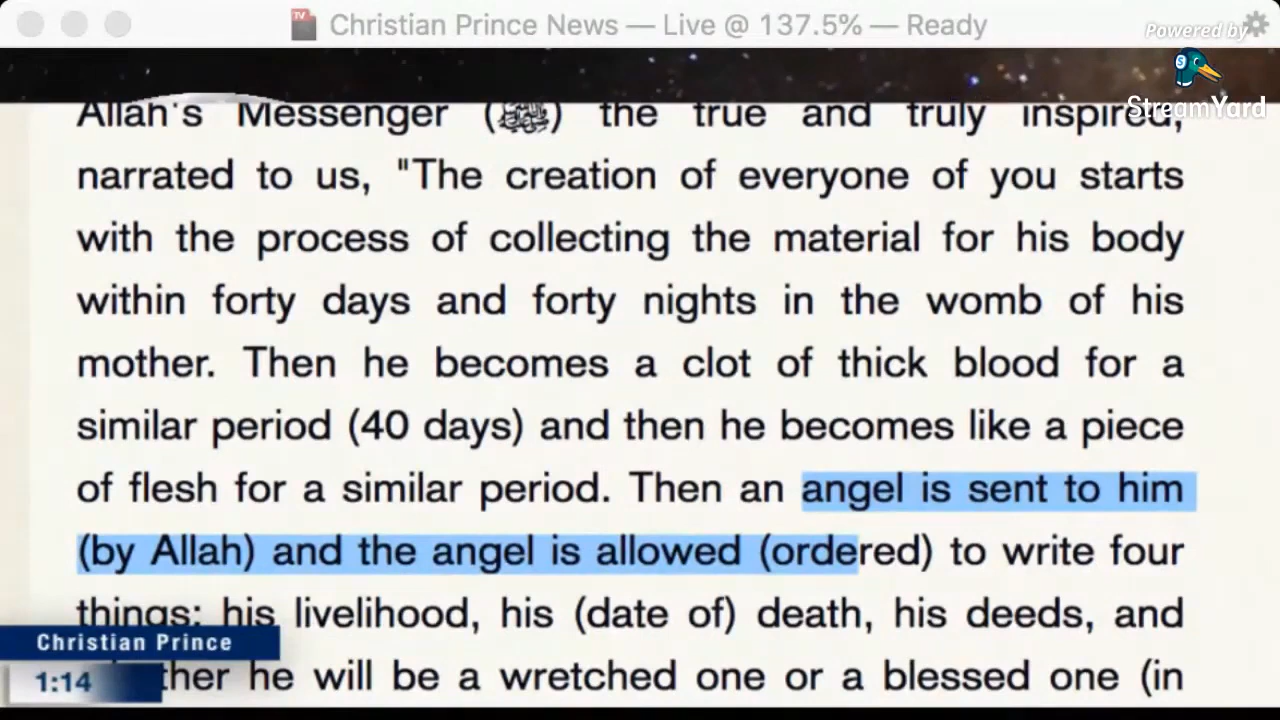 Christian Prince News — Live @ 137.5% — Ready
Powered by
StreamYard
Allah's Messenger (ﷺ) the true and truly inspired,
narrated to us, "The creation of everyone of you starts
with the process of collecting the material for his body
within forty days and forty nights in the womb of his
mother. Then he becomes a clot of thick blood for a
similar period (40 days) and then he becomes like a piece
of flesh for a similar period. Then an angel is sent to him
(by Allah) and the angel is allowed (ordered) to write four
things; his livelihood, his (date of) death, his deeds, and
he will be a wretched one or a blessed one (in
Christian Prince
1:14